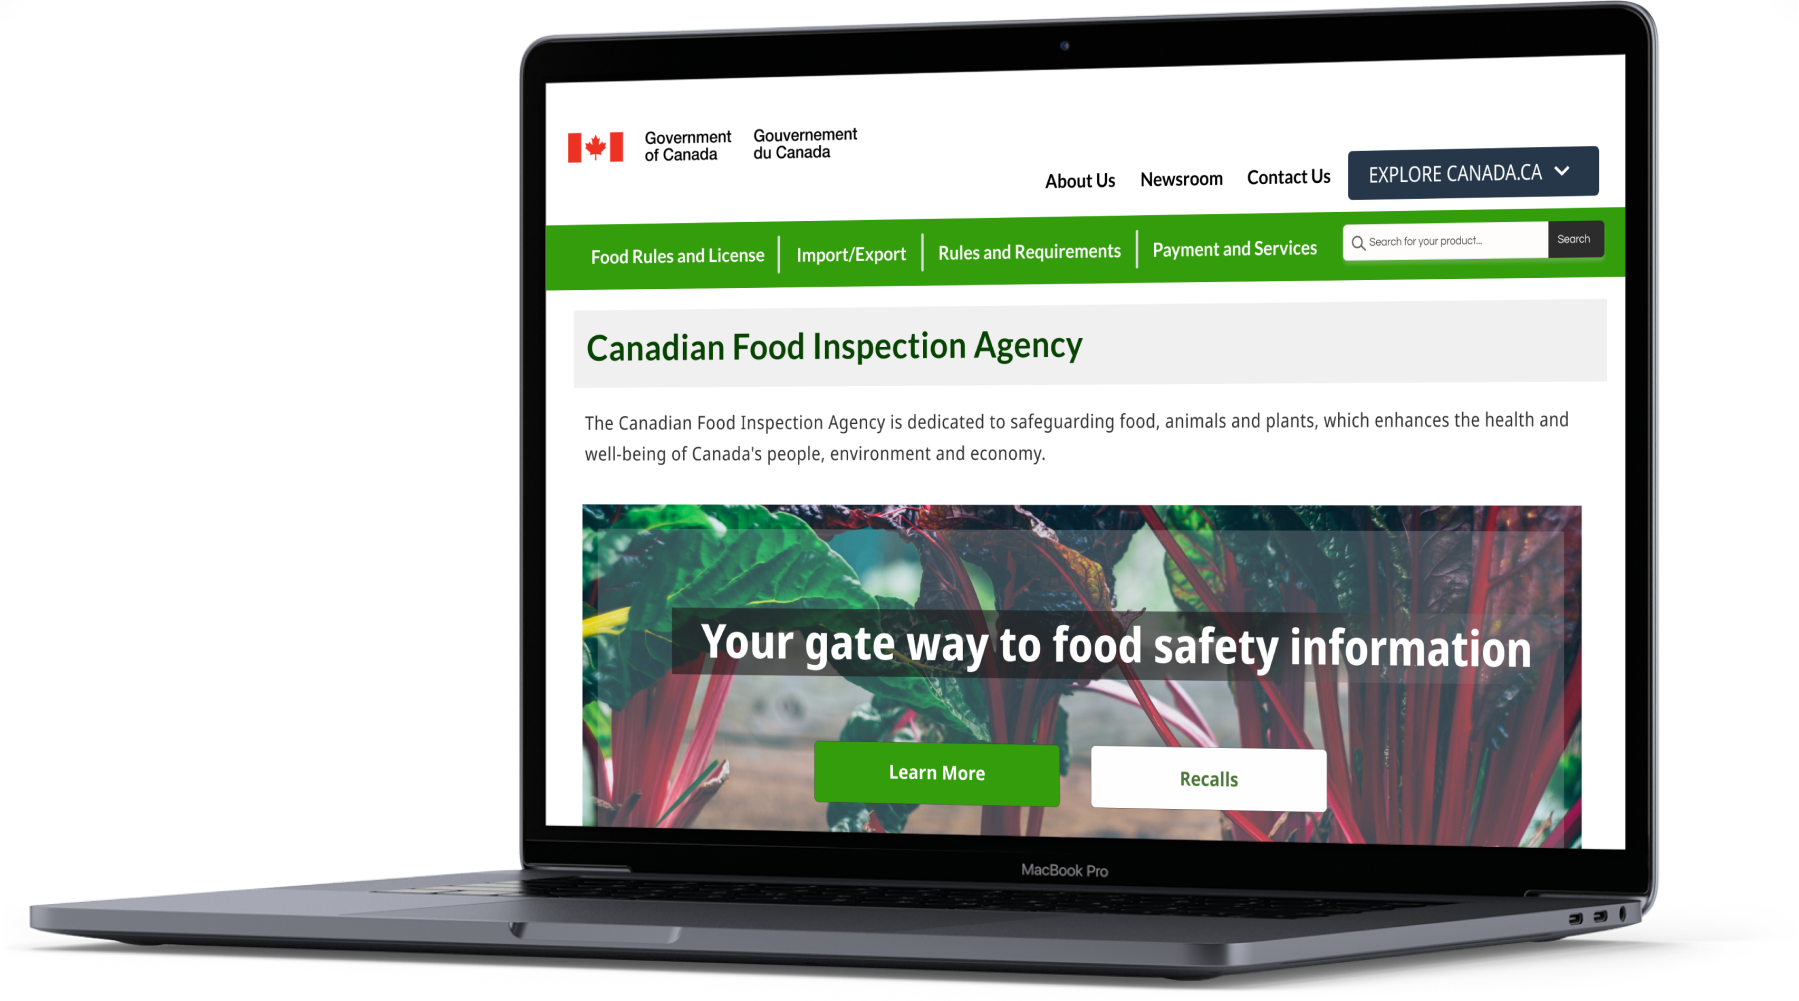 Government
of Canada
Gouvernement
du Canada
About Us
Newsroom
Contact Us
EXPLORE CANADA.CA
Food Rules and License
Import/Export
Rules and Requirements
Payment and Services
Search for your product...
Search
Canadian Food Inspection Agency
The Canadian Food Inspection Agency is dedicated to safeguarding food, animals and plants, which enhances the health and
well-being of Canada's people, environment and economy.
Your gate way to food safety information
Learn More
Recalls
MacBook Pro